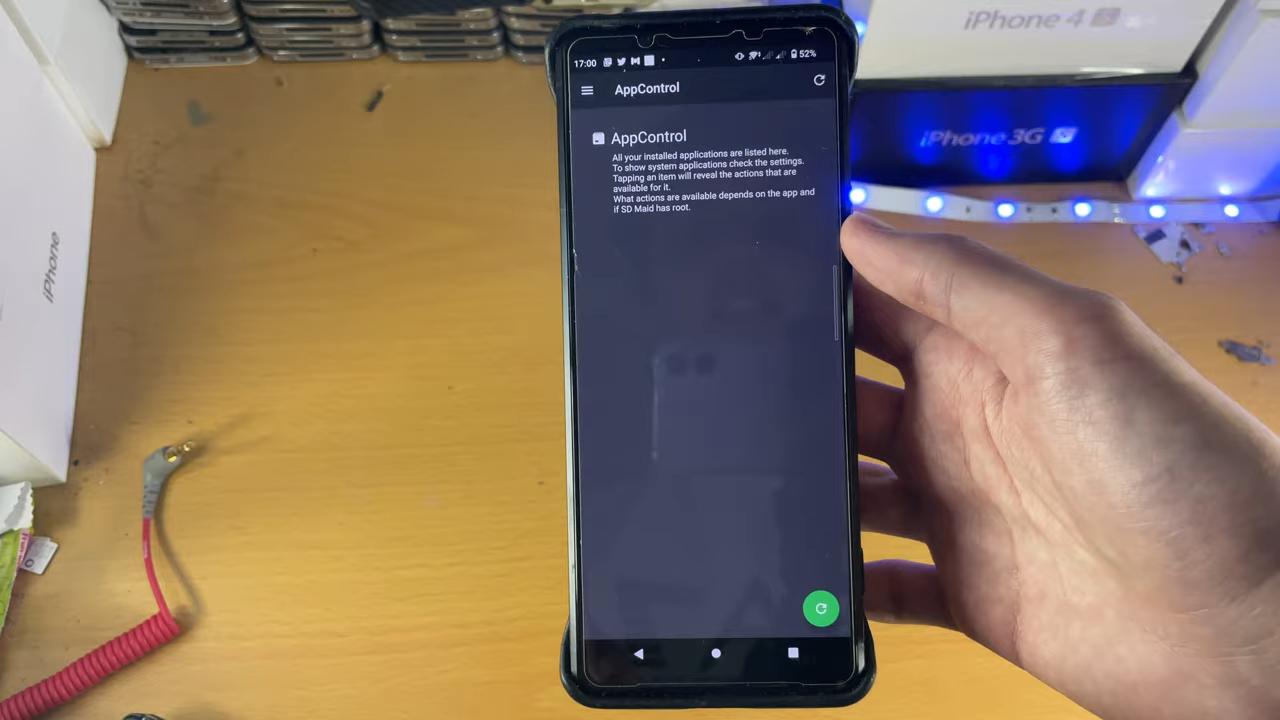 iPhone 4 S
17:00
52%
AppControl
AppControl
All your installed applications are listed here.
To show system applications check the settings.
Tapping an item will reveal the actions that are
available for it.
What actions are available depends on the app and
if SD Maid has root.
iPhone 3G S
iPhone